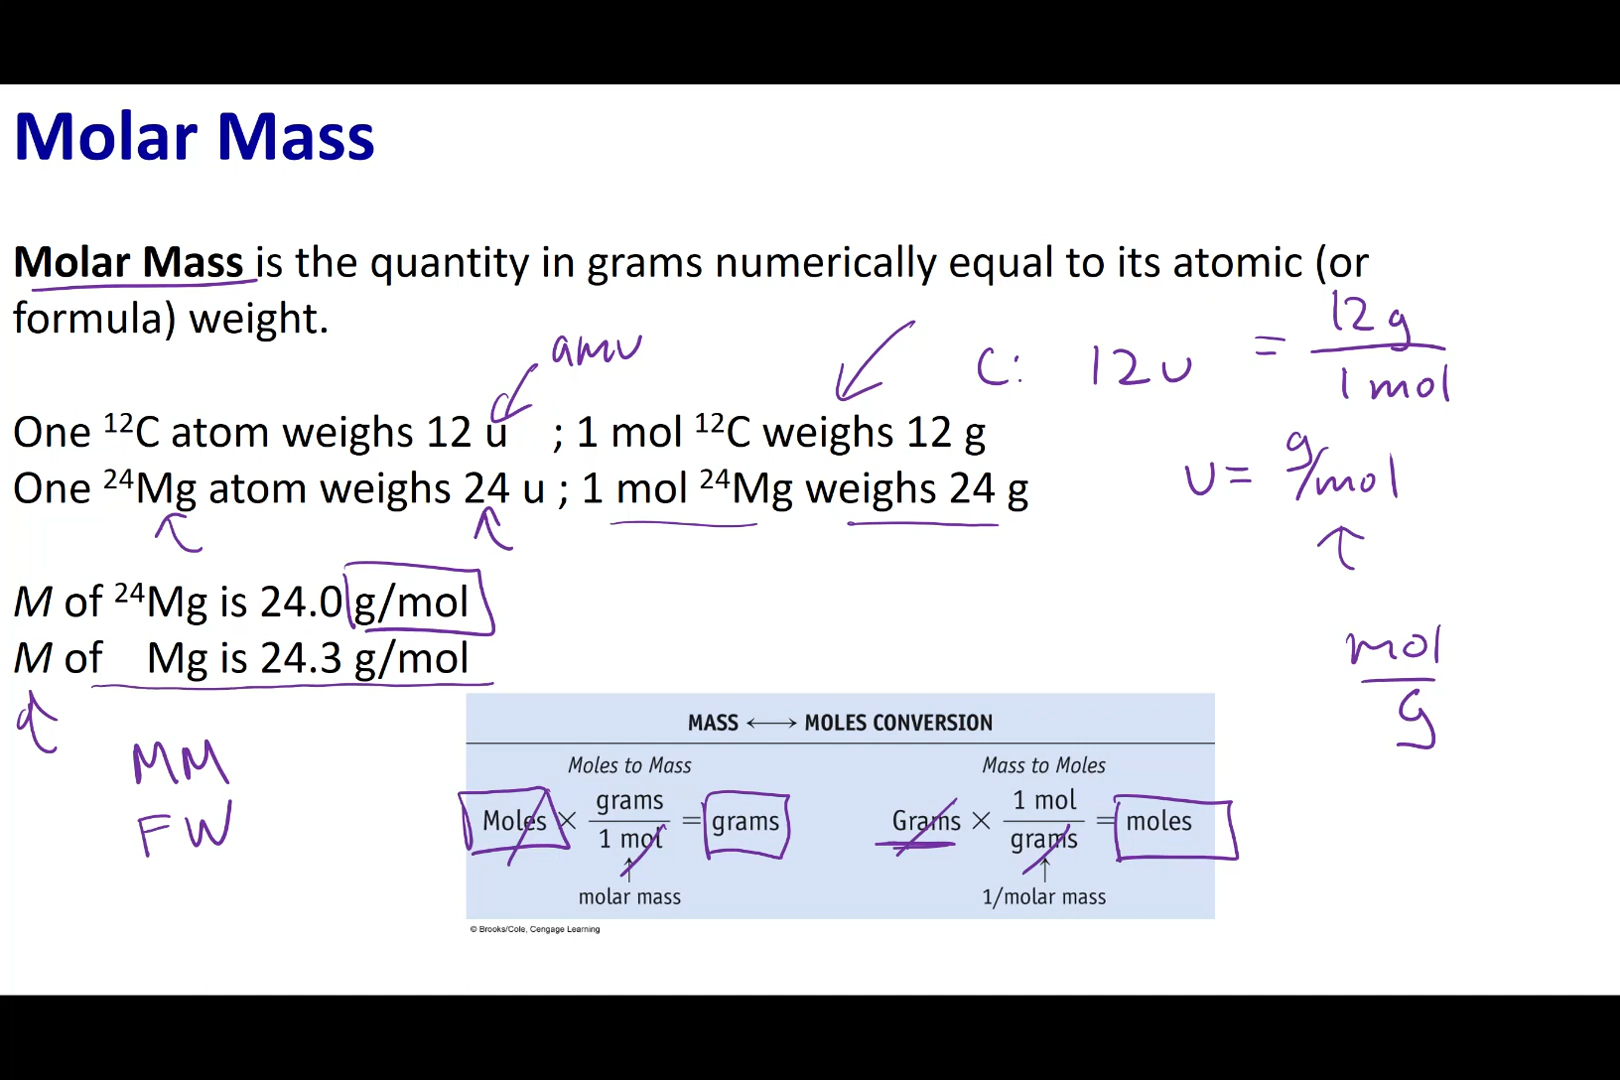 Molar Mass
Molar Mass is the quantity in grams numerically equal to its atomic (or
formula) weight.
amu
C: 12u = 12g / 1 mol
One ¹²C atom weighs 12 u ; 1 mol ¹²C weighs 12 g
One ²⁴Mg atom weighs 24 u ; 1 mol ²⁴Mg weighs 24 g
u = g/mol
M of ²⁴Mg is 24.0 g/mol
M of Mg is 24.3 g/mol
mol / g
MM
FW
MASS ⟷ MOLES CONVERSION
Moles to Mass
Moles × grams / 1 mol = grams
molar mass
Mass to Moles
Grams × 1 mol / grams = moles
1/molar mass
© Brooks/Cole, Cengage Learning